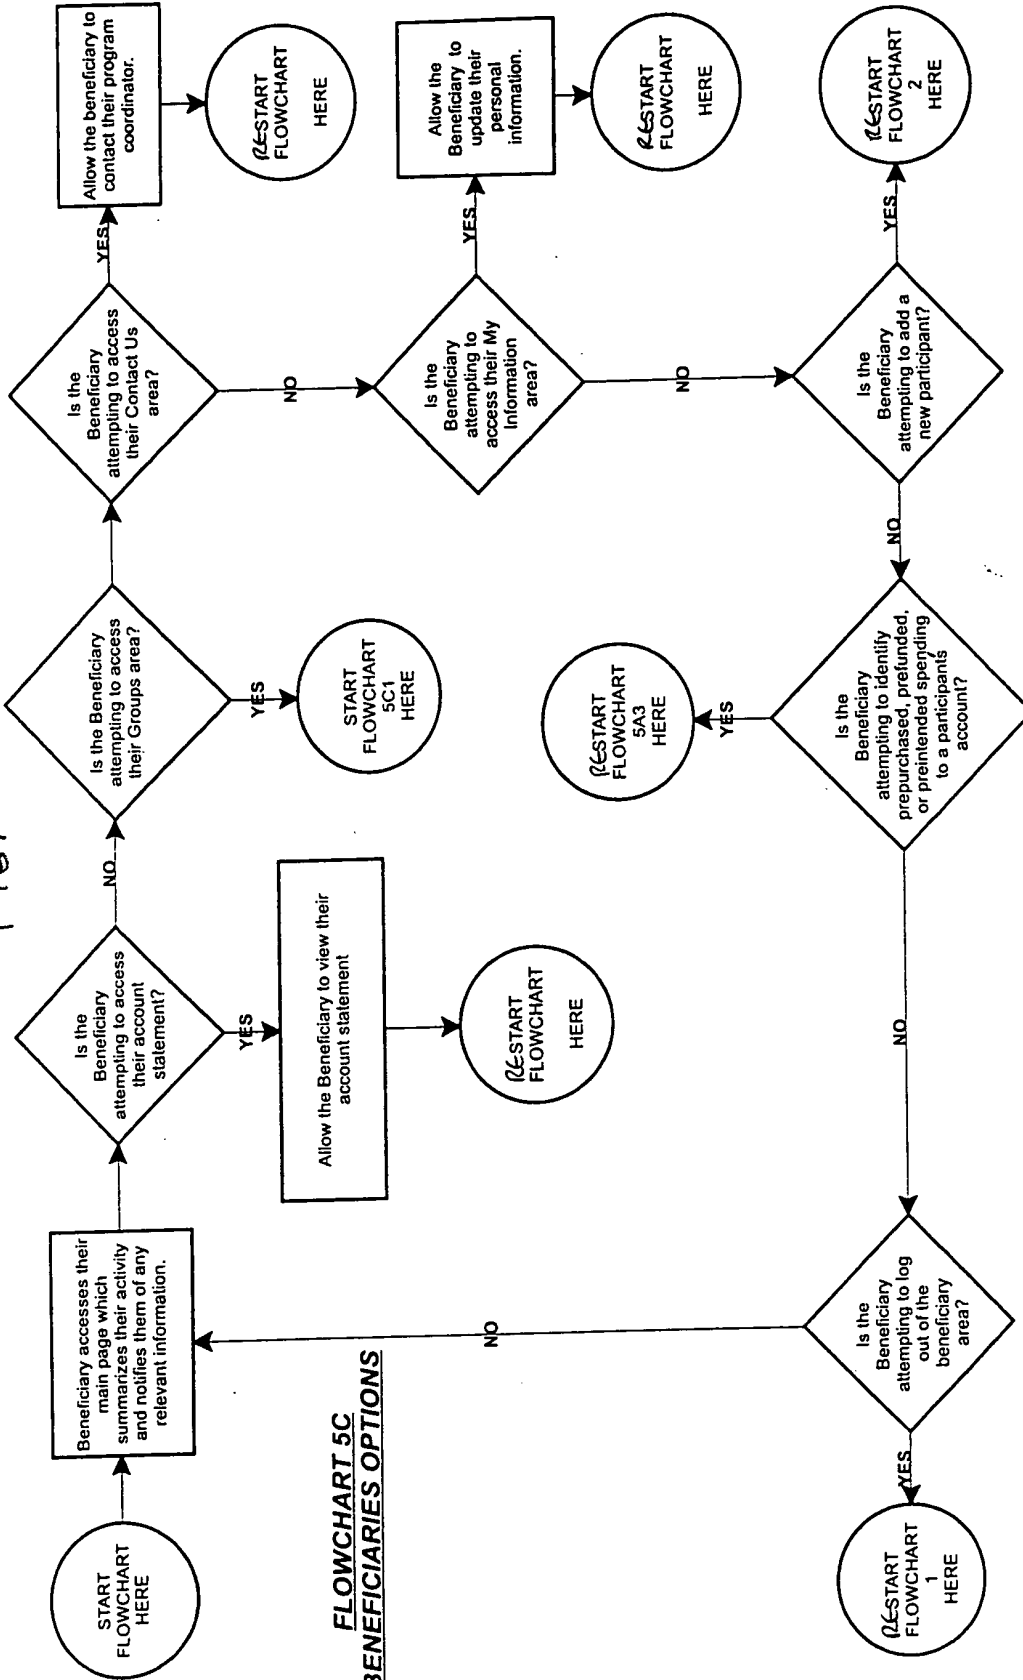 START
FLOWCHART
HERE
Beneficiary accesses their
main page which
summarizes their activity
and notifies them of any
relevant information.
Is the
Beneficiary
attempting to access
their account
statement?
YES
Allow the Beneficiary to view their
account statement
RESTART
FLOWCHART
HERE
NO
Is the Beneficiary
attempting to access
their Groups area?
YES
START
FLOWCHART
5C1
HERE
Is the
Beneficiary
attempting to access
their Contact Us
area?
YES
Allow the beneficiary to
contact their program
coordinator.
RESTART
FLOWCHART
HERE
NO
Is the
Beneficiary
attempting to
access their My
Information
area?
YES
Allow the
Beneficiary to
update their
personal
information.
RESTART
FLOWCHART
HERE
NO
Is the
Beneficiary
attempting to add a
new participant?
YES
RESTART
FLOWCHART
2
HERE
NO
Is the
Beneficiary
attempting to identify
prepurchased, prefunded,
or preintended spending
to a participants
account?
YES
RESTART
FLOWCHART
5A3
HERE
NO
Is the
Beneficiary
attempting to log
out of the
beneficiary
area?
NO
YES
RESTART
FLOWCHART
1
HERE
FLOWCHART 5C
BENEFICIARIES OPTIONS